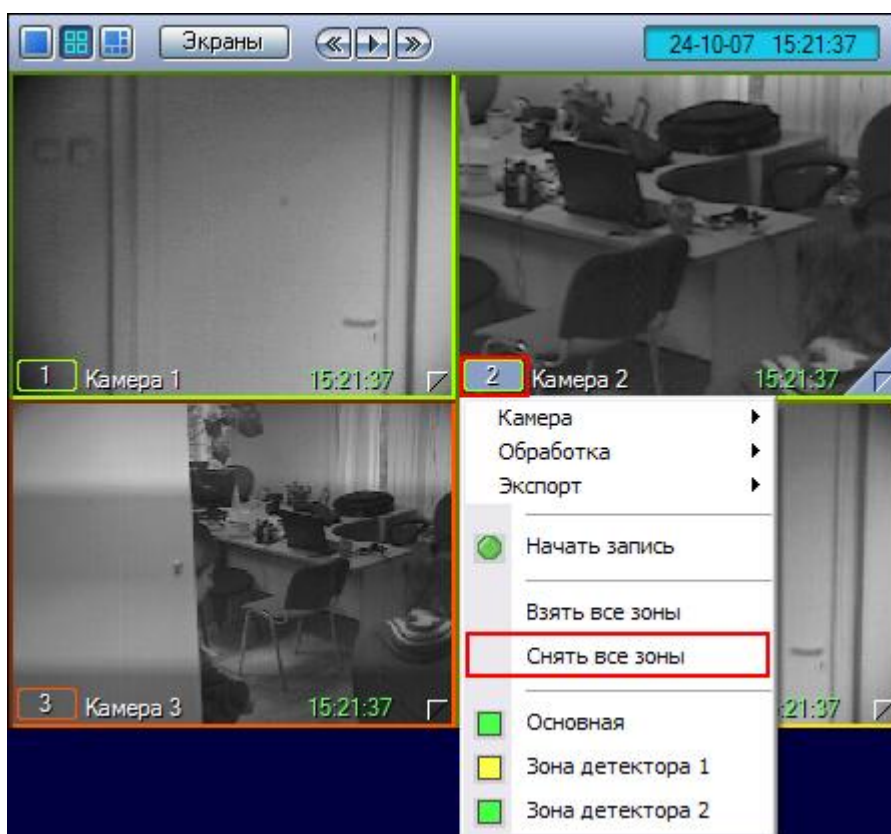 Экраны
24-10-07 15:21:37
1 Камера 1 15:21:37
2 Камера 2 15:21:37
Камера
Обработка
Экспорт
Начать запись
Взять все зоны
Снять все зоны
3 Камера 3 15:21:37
:21:37
Основная
Зона детектора 1
Зона детектора 2